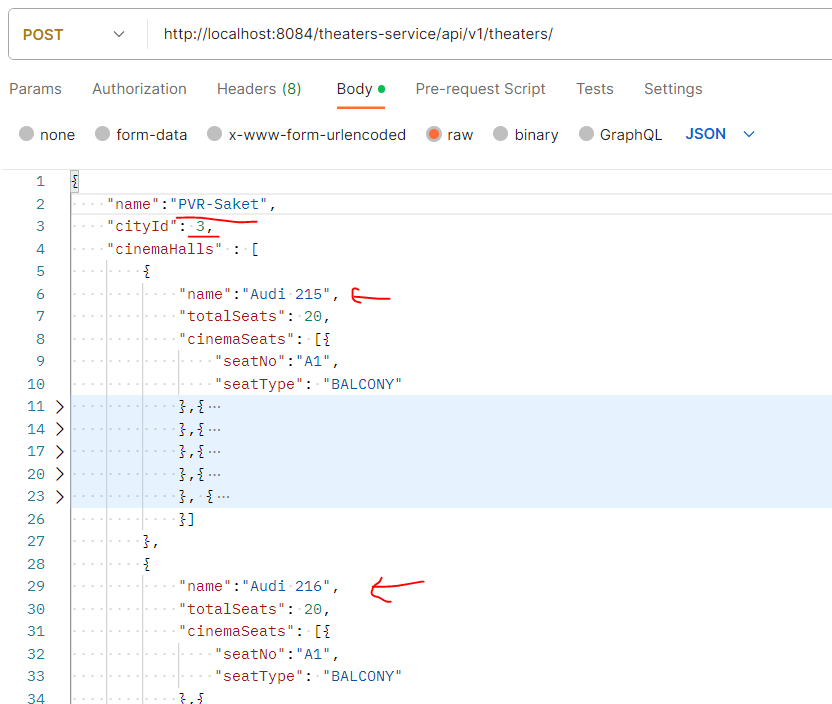 POST http://localhost:8084/theaters-service/api/v1/theaters/
Params Authorization Headers (8) Body Pre-request Script Tests Settings
none form-data x-www-form-urlencoded raw binary GraphQL JSON
1 {
2 "name":"PVR-Saket",
3 "cityId": 3,
4 "cinemaHalls" : [
5 {
6 "name":"Audi 215",
7 "totalSeats": 20,
8 "cinemaSeats": [{
9 "seatNo":"A1",
10 "seatType": "BALCONY"
11 },{…
14 },{…
17 },{…
20 },{…
23 }, {…
26 }]
27 },
28 {
29 "name":"Audi 216",
30 "totalSeats": 20,
31 "cinemaSeats": [{
32 "seatNo":"A1",
33 "seatType": "BALCONY"
34 },{